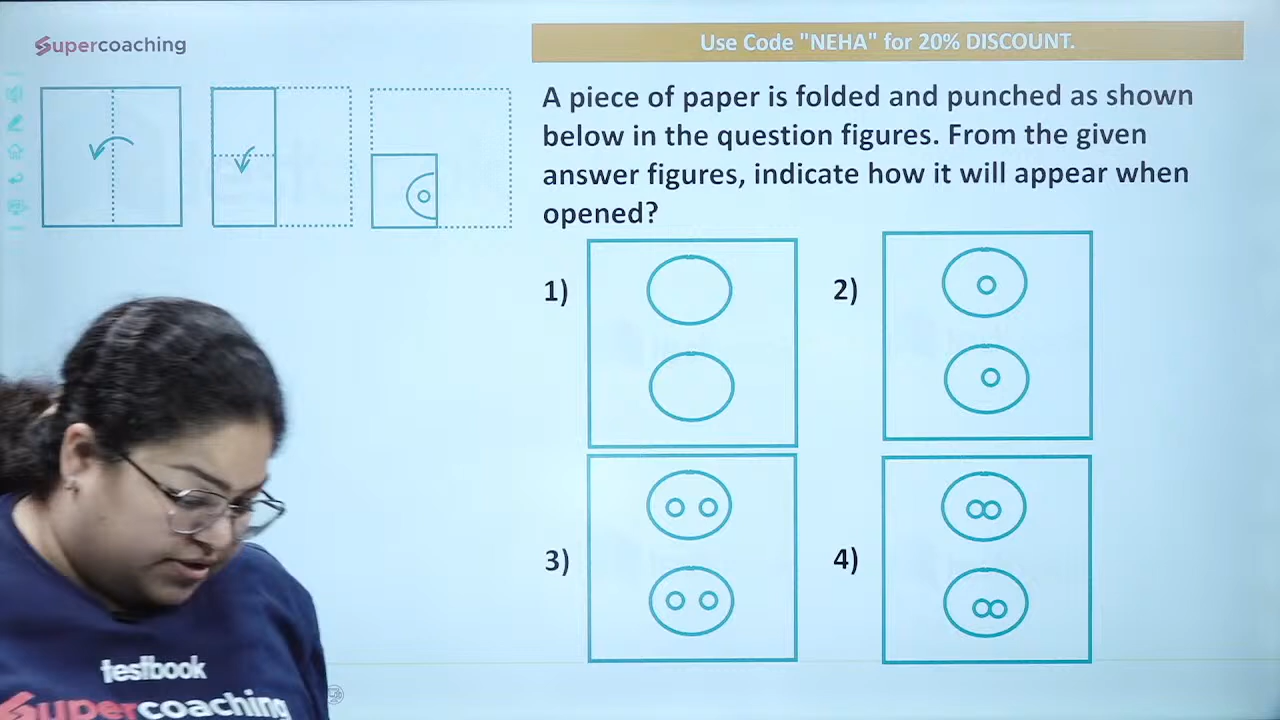 Supercoaching
Use Code "NEHA" for 20% DISCOUNT.
A piece of paper is folded and punched as shown
below in the question figures. From the given
answer figures, indicate how it will appear when
opened?
1)
2)
3)
4)
testbook
Supercoaching